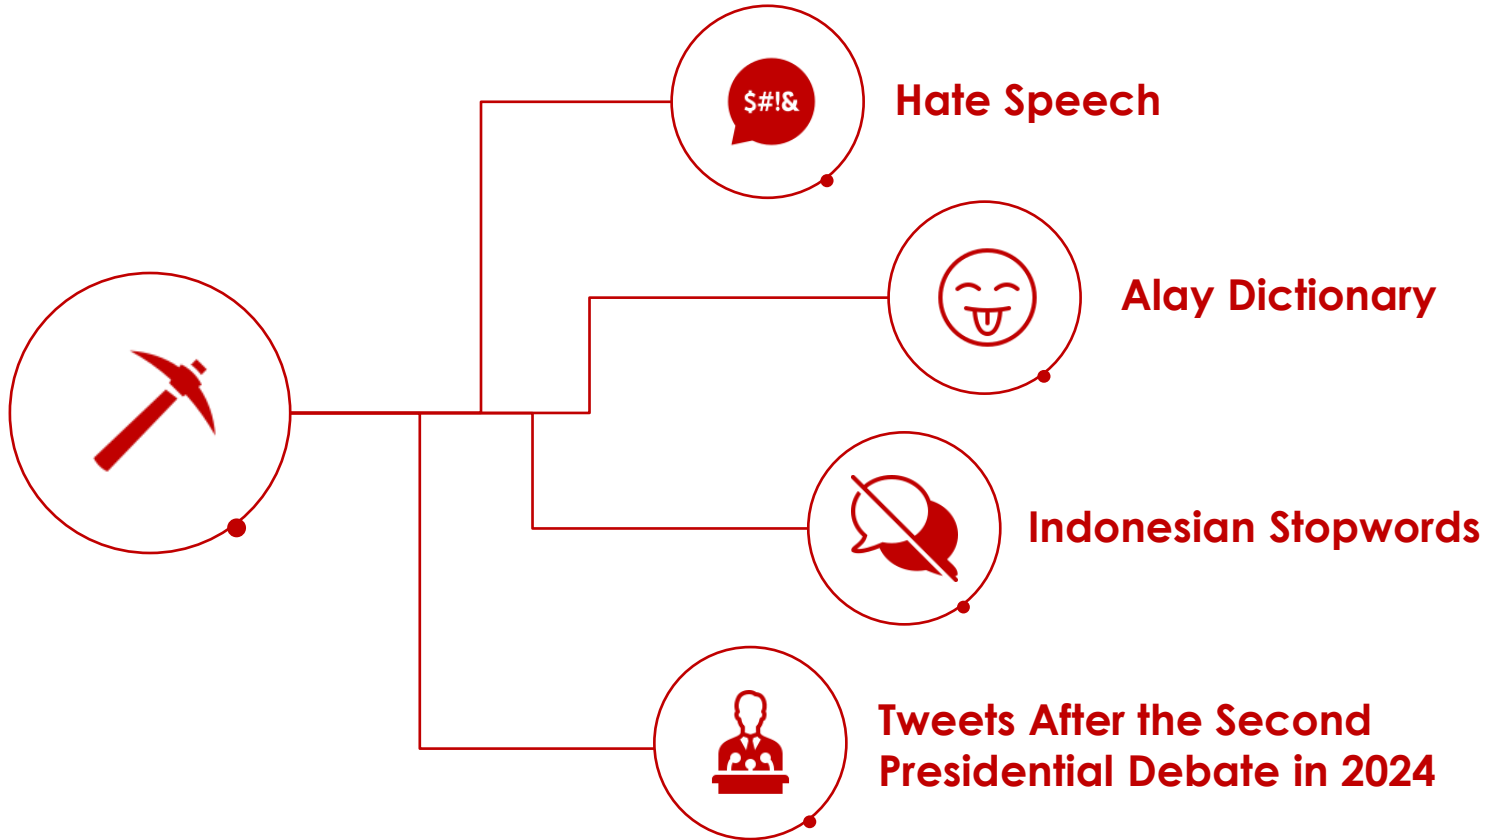 $#!&
Hate Speech
Alay Dictionary
Indonesian Stopwords
Tweets After the Second
Presidential Debate in 2024